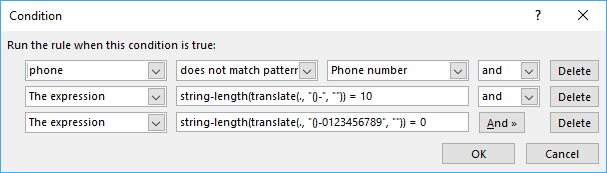 Condition ?
Run the rule when this condition is true:
phone does not match pattern Phone number and Delete
The expression string-length(translate(., "()-", "")) = 10 and Delete
The expression string-length(translate(., "()-0123456789", "")) = 0 And » Delete
OK Cancel